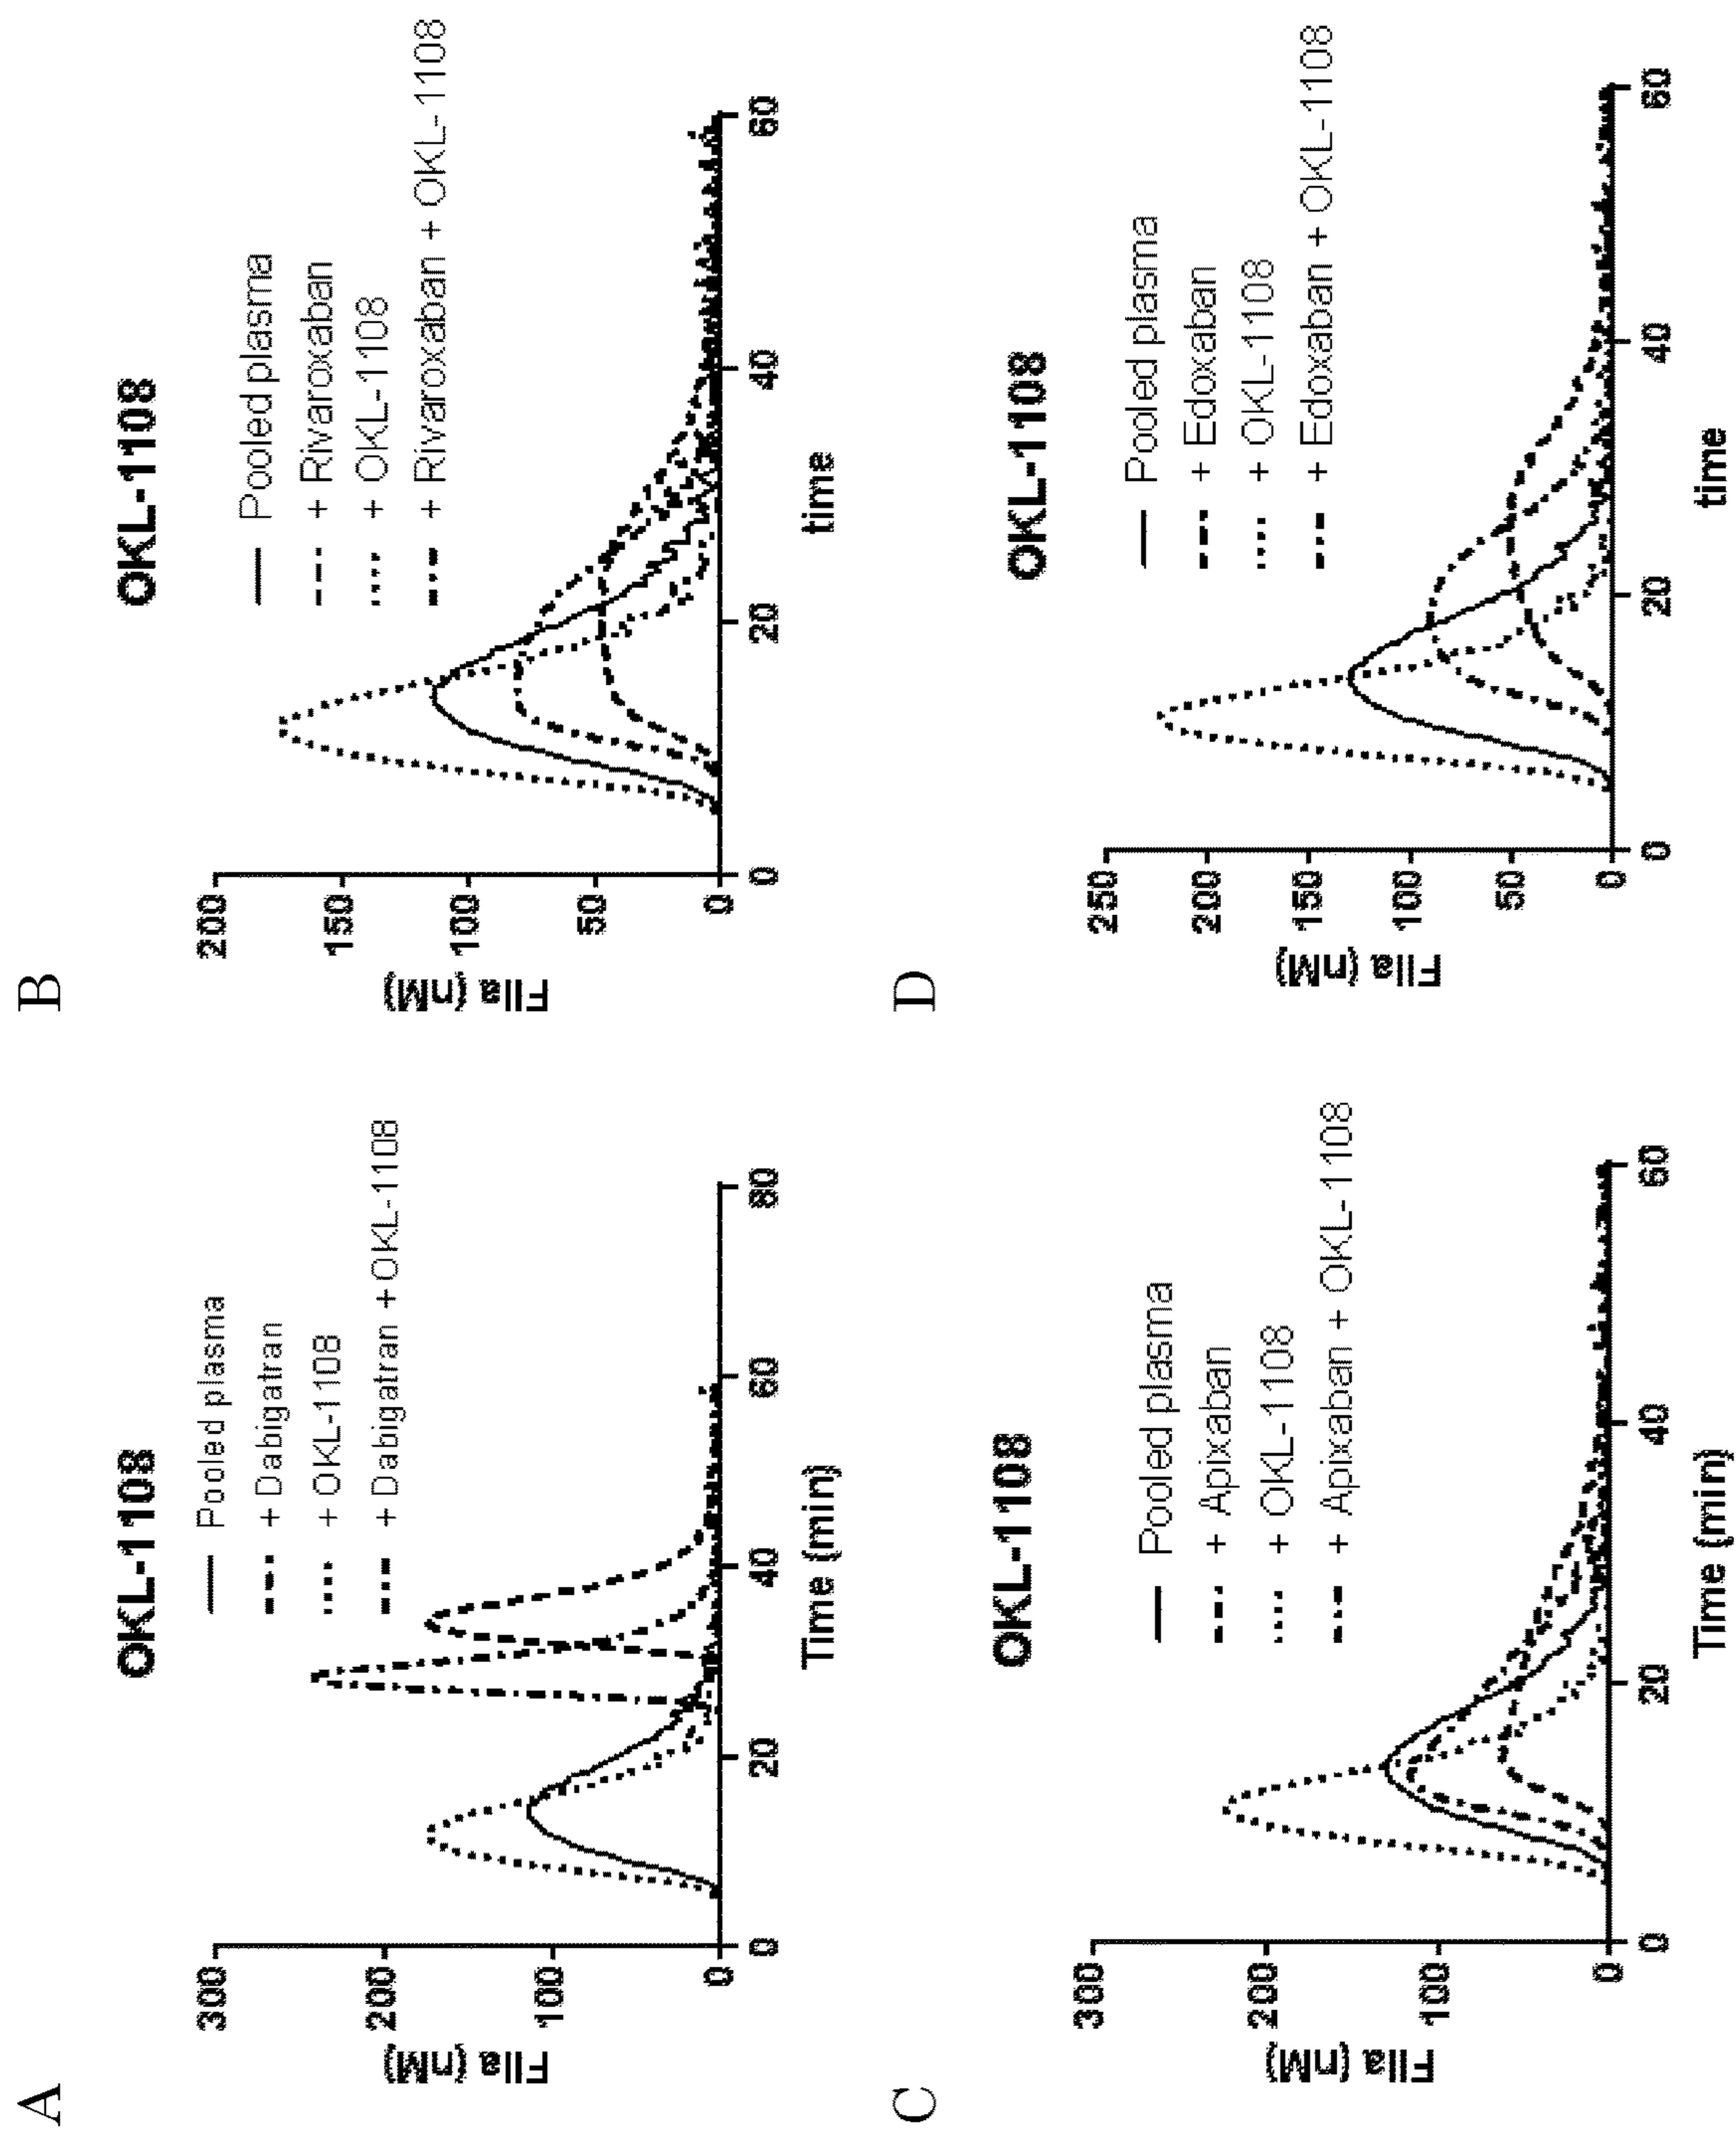 A
OKL-1108
Pooled plasma
+ Dabigatran
+ OKL-1108
+ Dabigatran + OKL-1108
300
200
100
0
FIIa (nM)
0 20 40 60 80
Time (min)
B
OKL-1108
Pooled plasma
+ Rivaroxaban
+ OKL-1108
+ Rivaroxaban + OKL-1108
200
150
100
50
0
FIIa (nM)
0 20 40 60
time
C
OKL-1108
Pooled plasma
+ Apixaban
+ OKL-1108
+ Apixaban + OKL-1108
300
200
100
0
FIIa (nM)
0 20 40 60
Time (min)
D
OKL-1108
Pooled plasma
+ Edoxaban
+ OKL-1108
+ Edoxaban + OKL-1108
250
200
150
100
50
0
FIIa (nM)
0 20 40 60
time